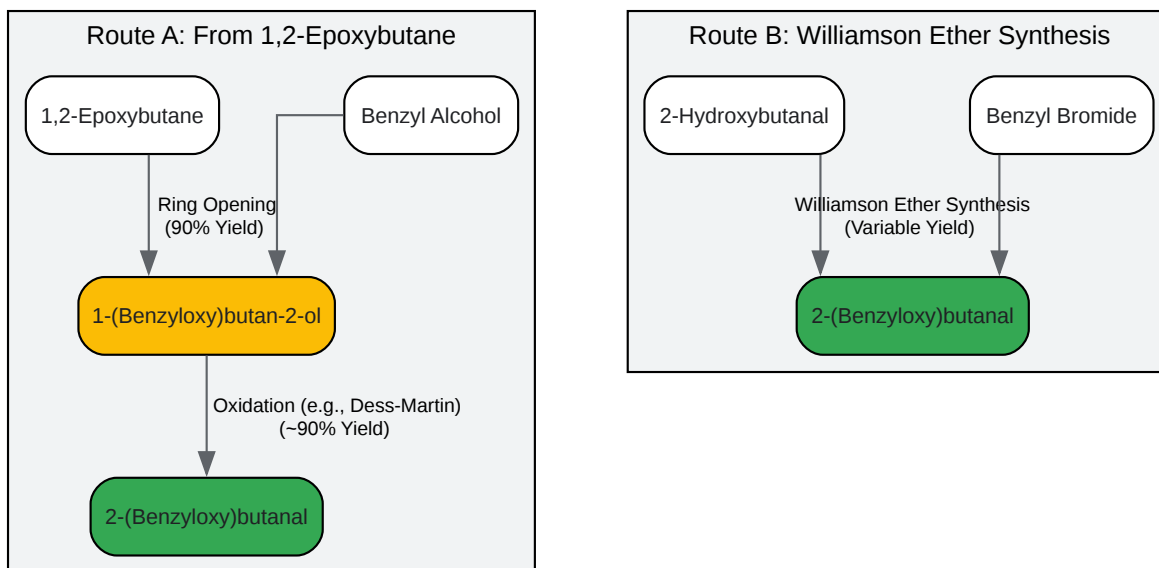 Route A: From 1,2-Epoxybutane
1,2-Epoxybutane
Benzyl Alcohol
Ring Opening
(90% Yield)
1-(Benzyloxy)butan-2-ol
Oxidation (e.g., Dess-Martin)
(~90% Yield)
2-(Benzyloxy)butanal
Route B: Williamson Ether Synthesis
2-Hydroxybutanal
Benzyl Bromide
Williamson Ether Synthesis
(Variable Yield)
2-(Benzyloxy)butanal